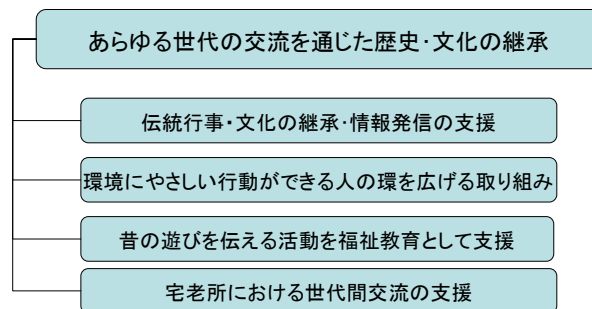 あらゆる世代の交流を通じた歴史・文化の継承
伝統行事・文化の継承・情報発信の支援
環境にやさしい行動ができる人の環を広げる取り組み
昔の遊びを伝える活動を福祉教育として支援
宅老所における世代間交流の支援